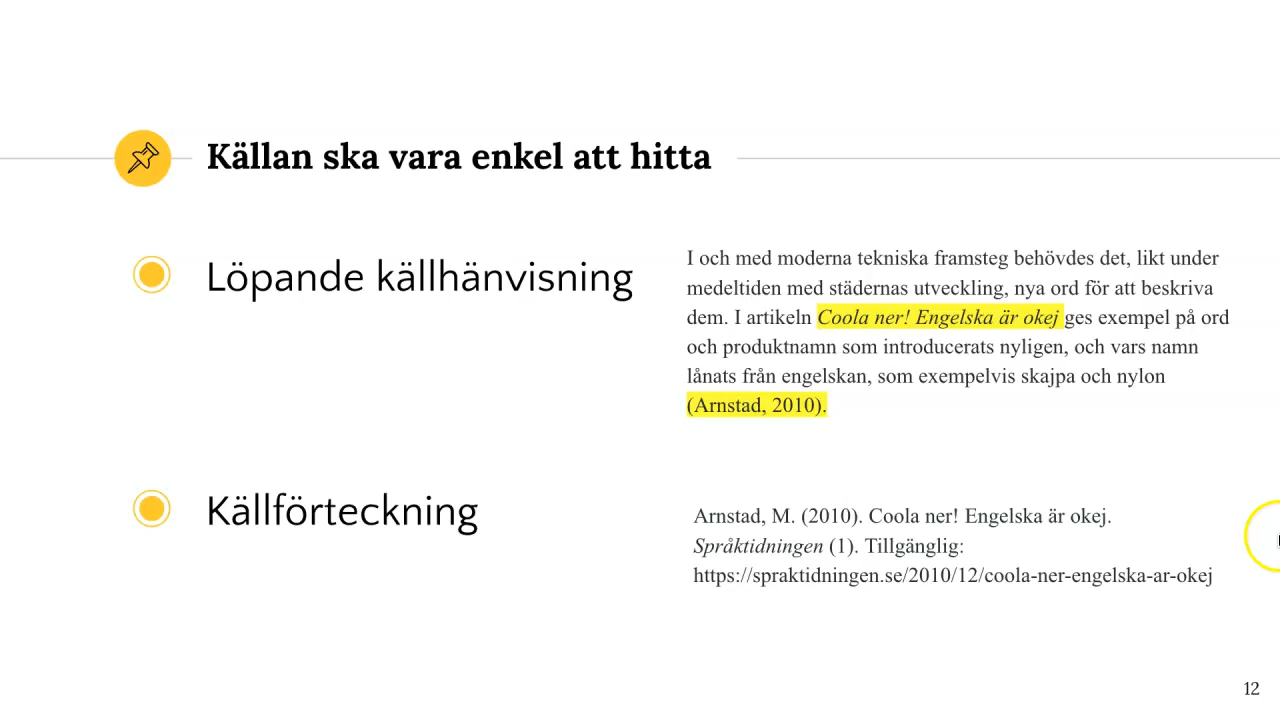 Källan ska vara enkel att hitta
Löpande källhänvisning
I och med moderna tekniska framsteg behövdes det, likt under
medeltiden med städernas utveckling, nya ord för att beskriva
dem. I artikeln Coola ner! Engelska är okej ges exempel på ord
och produktnamn som introducerats nyligen, och vars namn
lånats från engelskan, som exempelvis skajpa och nylon
(Arnstad, 2010).
Källförteckning
Arnstad, M. (2010). Coola ner! Engelska är okej.
Språktidningen (1). Tillgänglig:
https://spraktidningen.se/2010/12/coola-ner-engelska-ar-okej
12